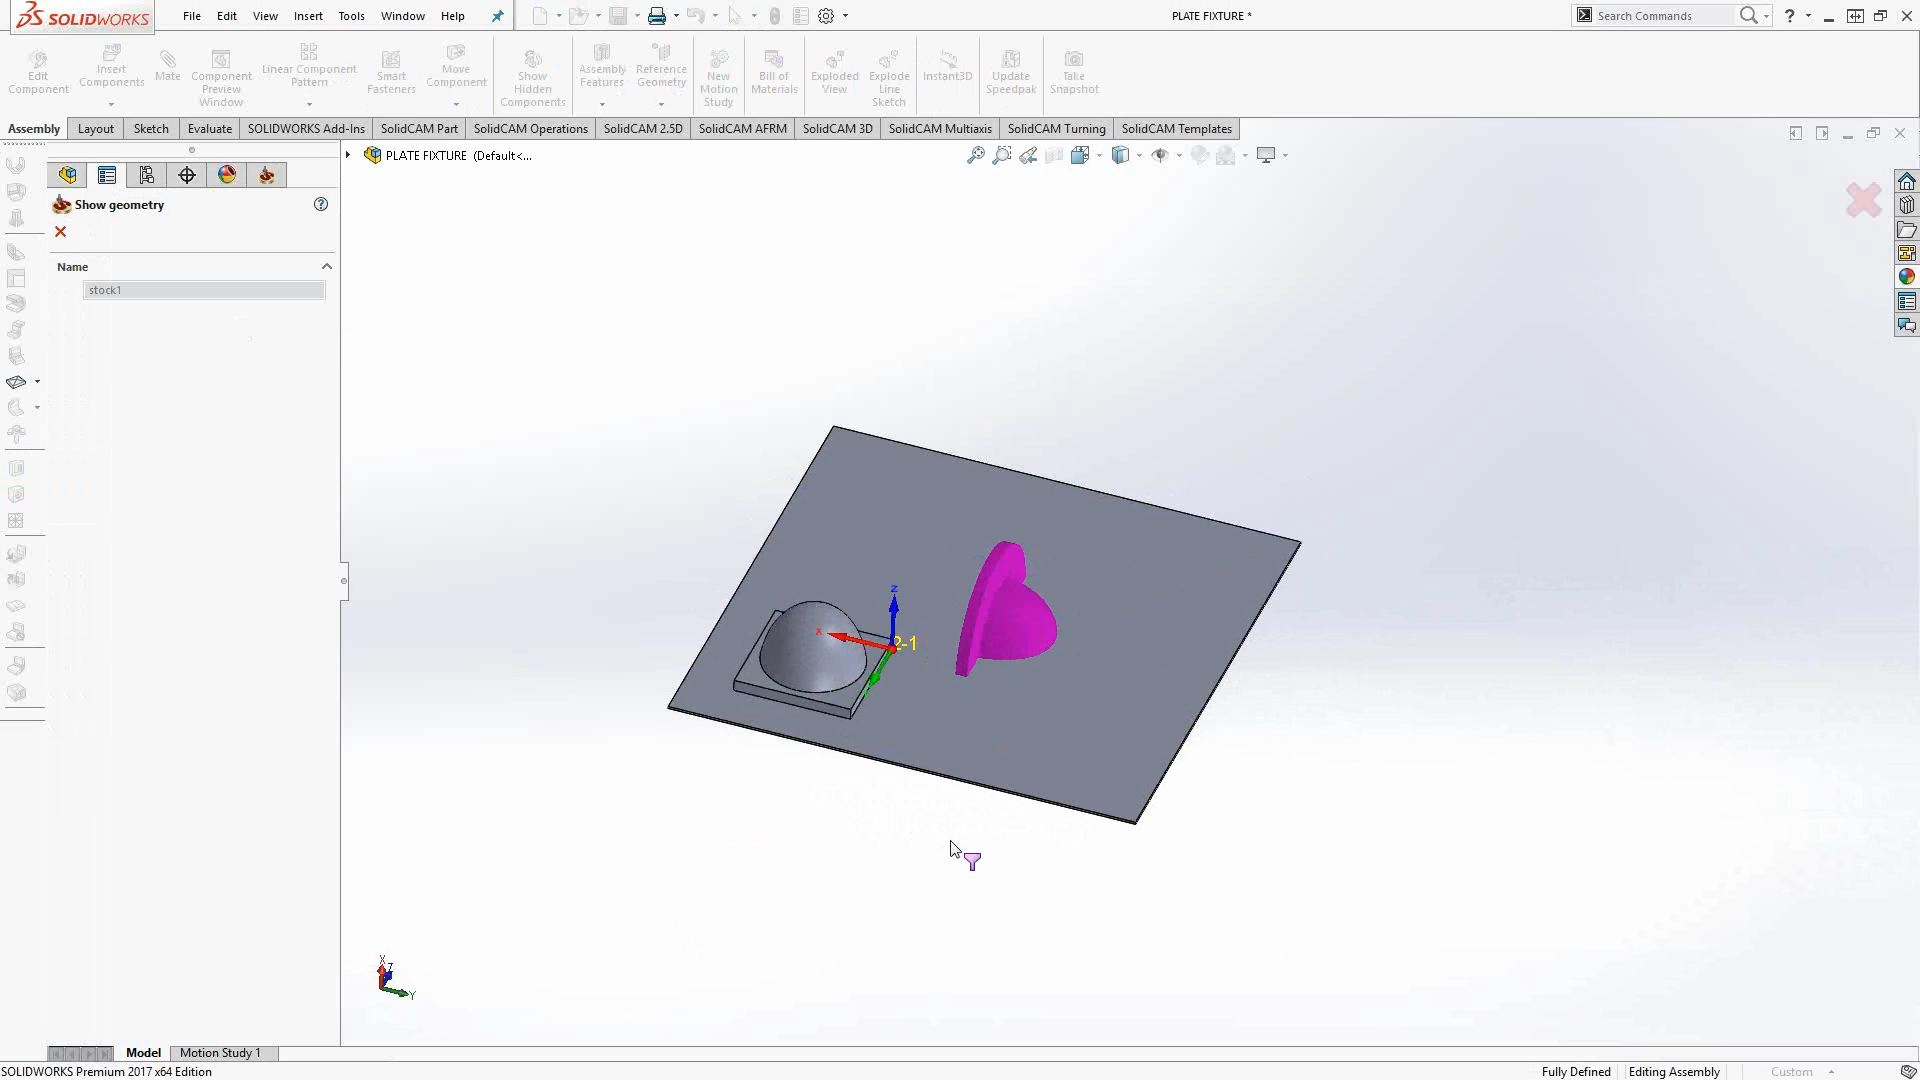 SOLIDWORKS
File Edit View Insert Tools Window Help
PLATE FIXTURE *
Search Commands
?
Edit Component
Insert Components
Mate
Component Preview Window
Linear Component Pattern
Smart Fasteners
Move Component
Show Hidden Components
Assembly Features
Reference Geometry
New Motion Study
Bill of Materials
Exploded View
Explode Line Sketch
Instant3D
Update Speedpak
Take Snapshot
Assembly Layout Sketch Evaluate SOLIDWORKS Add-Ins SolidCAM Part SolidCAM Operations SolidCAM 2.5D SolidCAM AFRM SolidCAM 3D SolidCAM Multiaxis SolidCAM Turning SolidCAM Templates
PLATE FIXTURE (Default<...
Show geometry
?
Name
stock1
Z
X
2-1
X
Z
Y
Model Motion Study 1
SOLIDWORKS Premium 2017 x64 Edition
Fully Defined Editing Assembly Custom